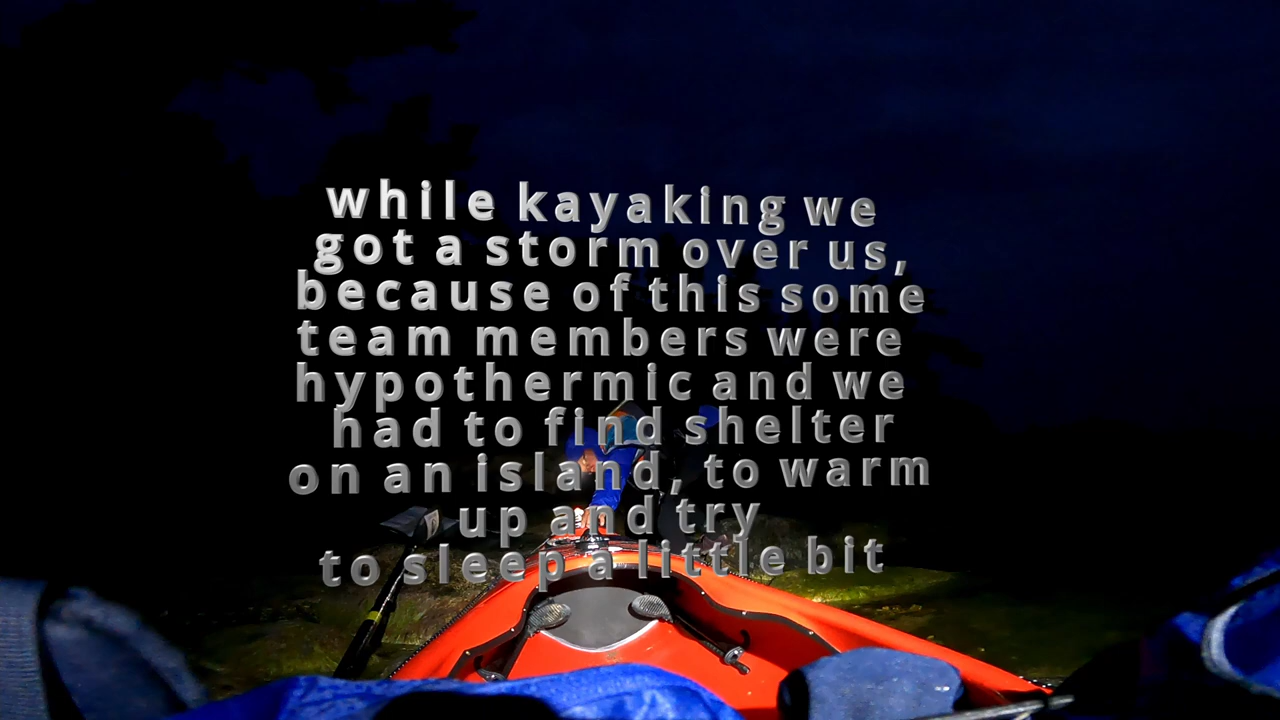 while kayaking we
got a storm over us,
because of this some
team members were
hypothermic and we
had to find shelter
on an island, to warm
up and try
to sleep a little bit